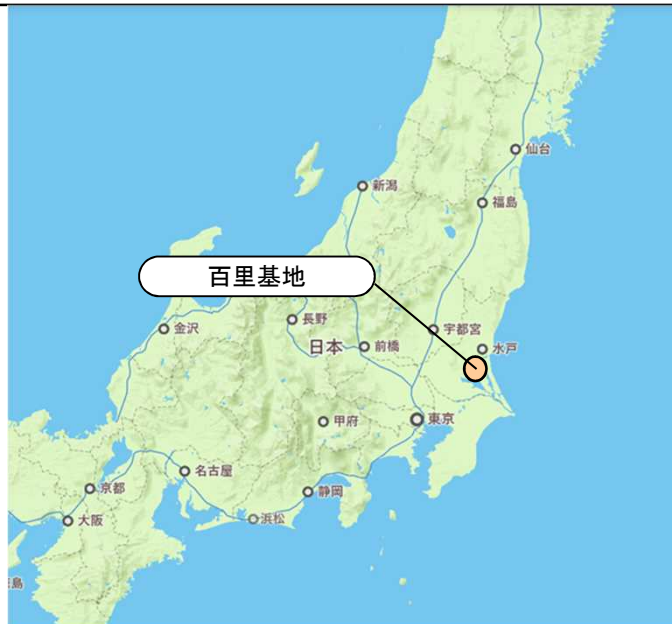 仙台
新潟
福島
百里基地
金沢
長野
宇都宮
日本
前橋
水戸
甲府
東京
名古屋
京都
静岡
大阪
浜松
島